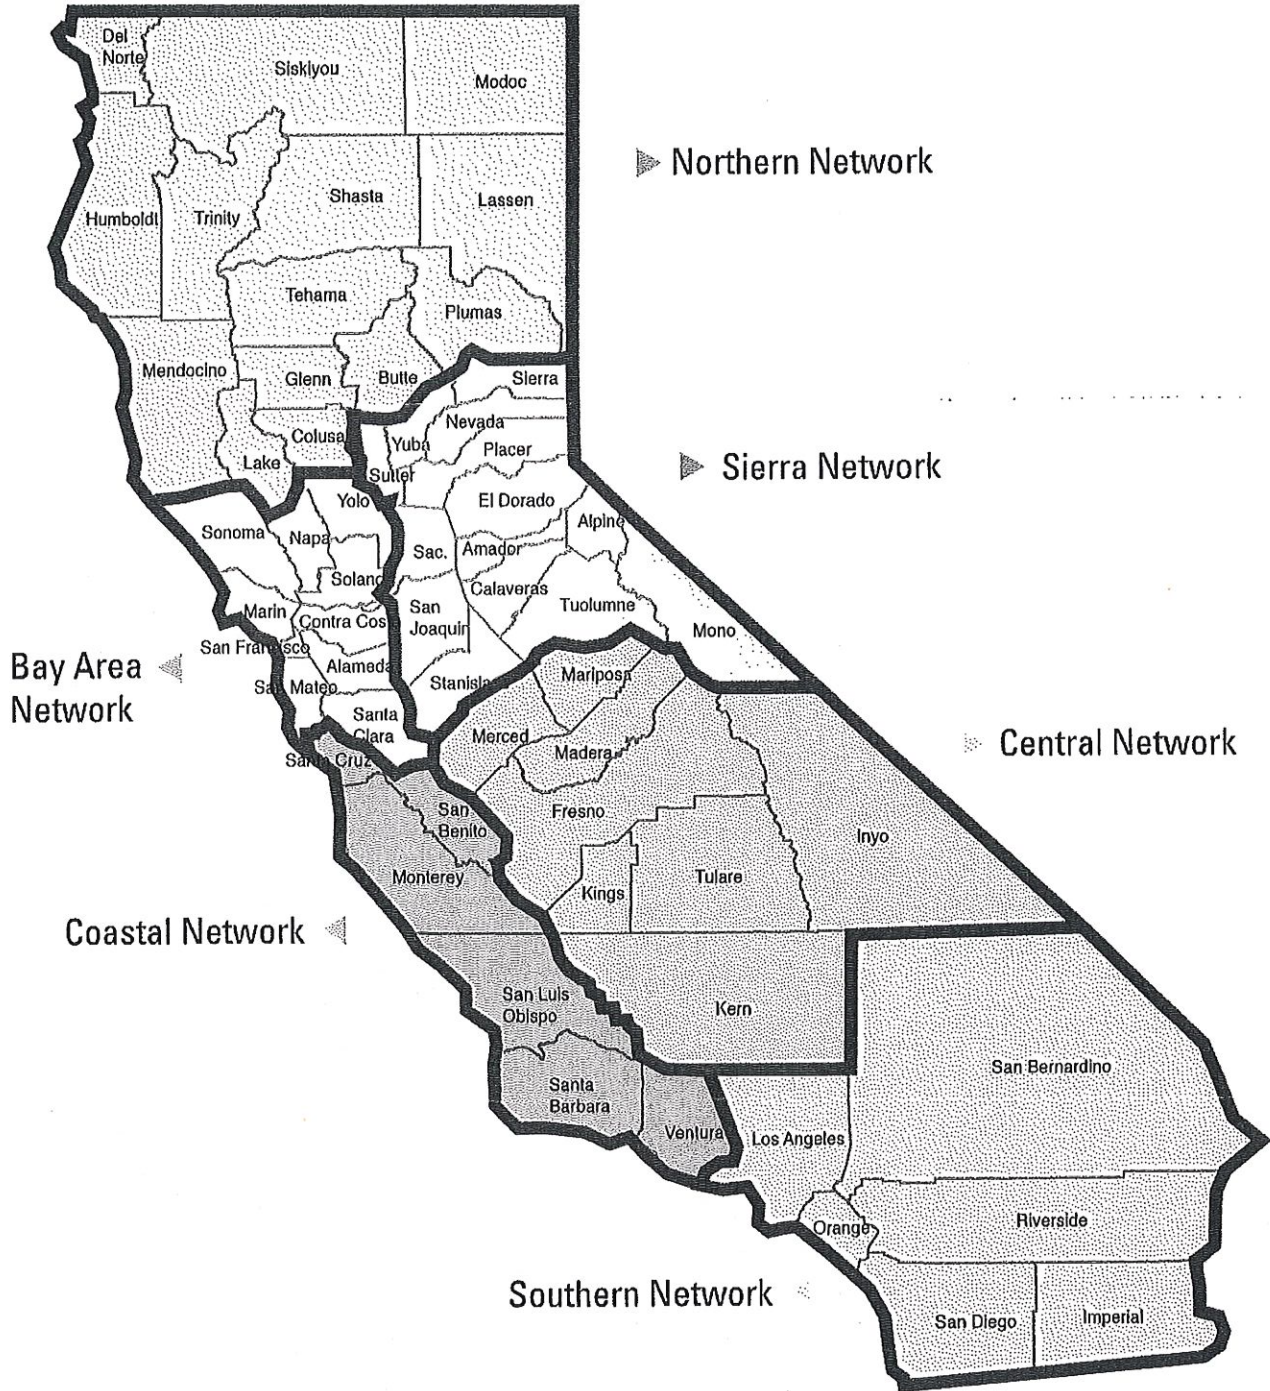 Del
Norte
Siskiyou
Modoc
Northern Network
Humboldt
Trinity
Shasta
Lassen
Tehama
Plumas
Mendocino
Glenn
Butte
Sierra
Colusa
Nevada
Yuba
Placer
Lake
Sutter
Sierra Network
Yolo
El Dorado
Sonoma
Napa
Alpine
Sac.
Amador
Solano
Calaveras
Marin
Contra Cos
San
Joaquin
Tuolumne
Mono
San Francisco
Bay Area
Network
Alameda
Mariposa
San Mateo
Stanisla
Santa
Clara
Merced
Madera
Central Network
Santa Cruz
San
Benito
Fresno
Inyo
Monterey
Kings
Tulare
Coastal Network
San Luis
Obispo
Kern
San Bernardino
Santa
Barbara
Ventura
Los Angeles
Orange
Riverside
Southern Network
San Diego
Imperial